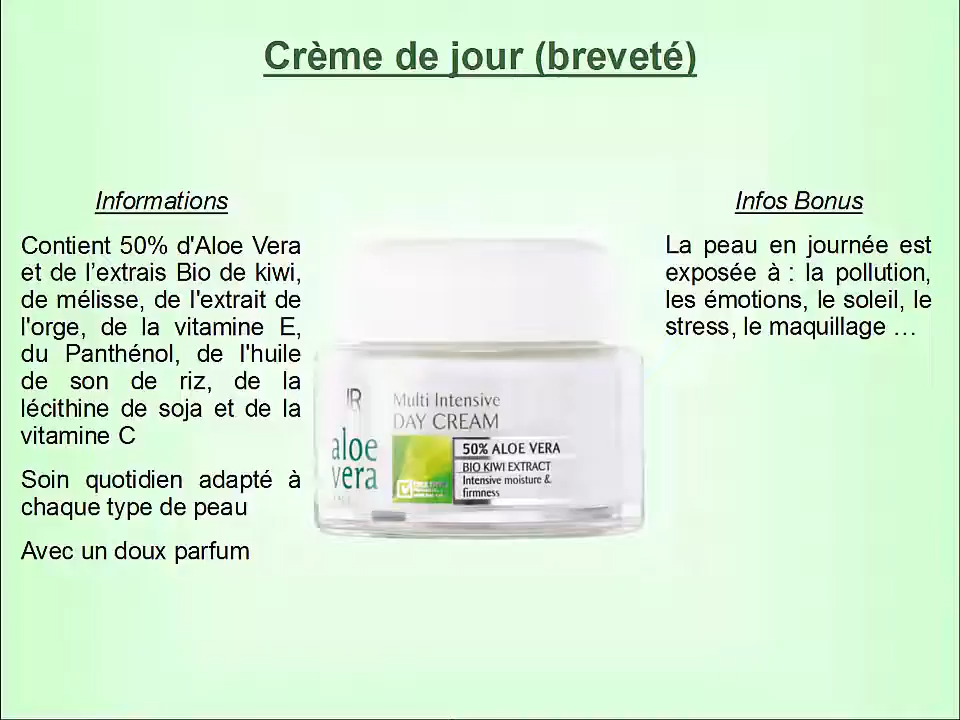 Crème de jour (breveté)
Informations
Contient 50% d'Aloe Vera
et de l’extrais Bio de kiwi,
de mélisse, de l'extrait de
l'orge, de la vitamine E,
du Panthénol, de l'huile
de son de riz, de la
lécithine de soja et de la
vitamine C
Soin quotidien adapté à
chaque type de peau
Avec un doux parfum
Multi Intensive
DAY CREAM
aloe
vera
50% ALOE VERA
BIO KIWI EXTRACT
Intensive moisture &
firmness
Infos Bonus
La peau en journée est
exposée à : la pollution,
les émotions, le soleil, le
stress, le maquillage …